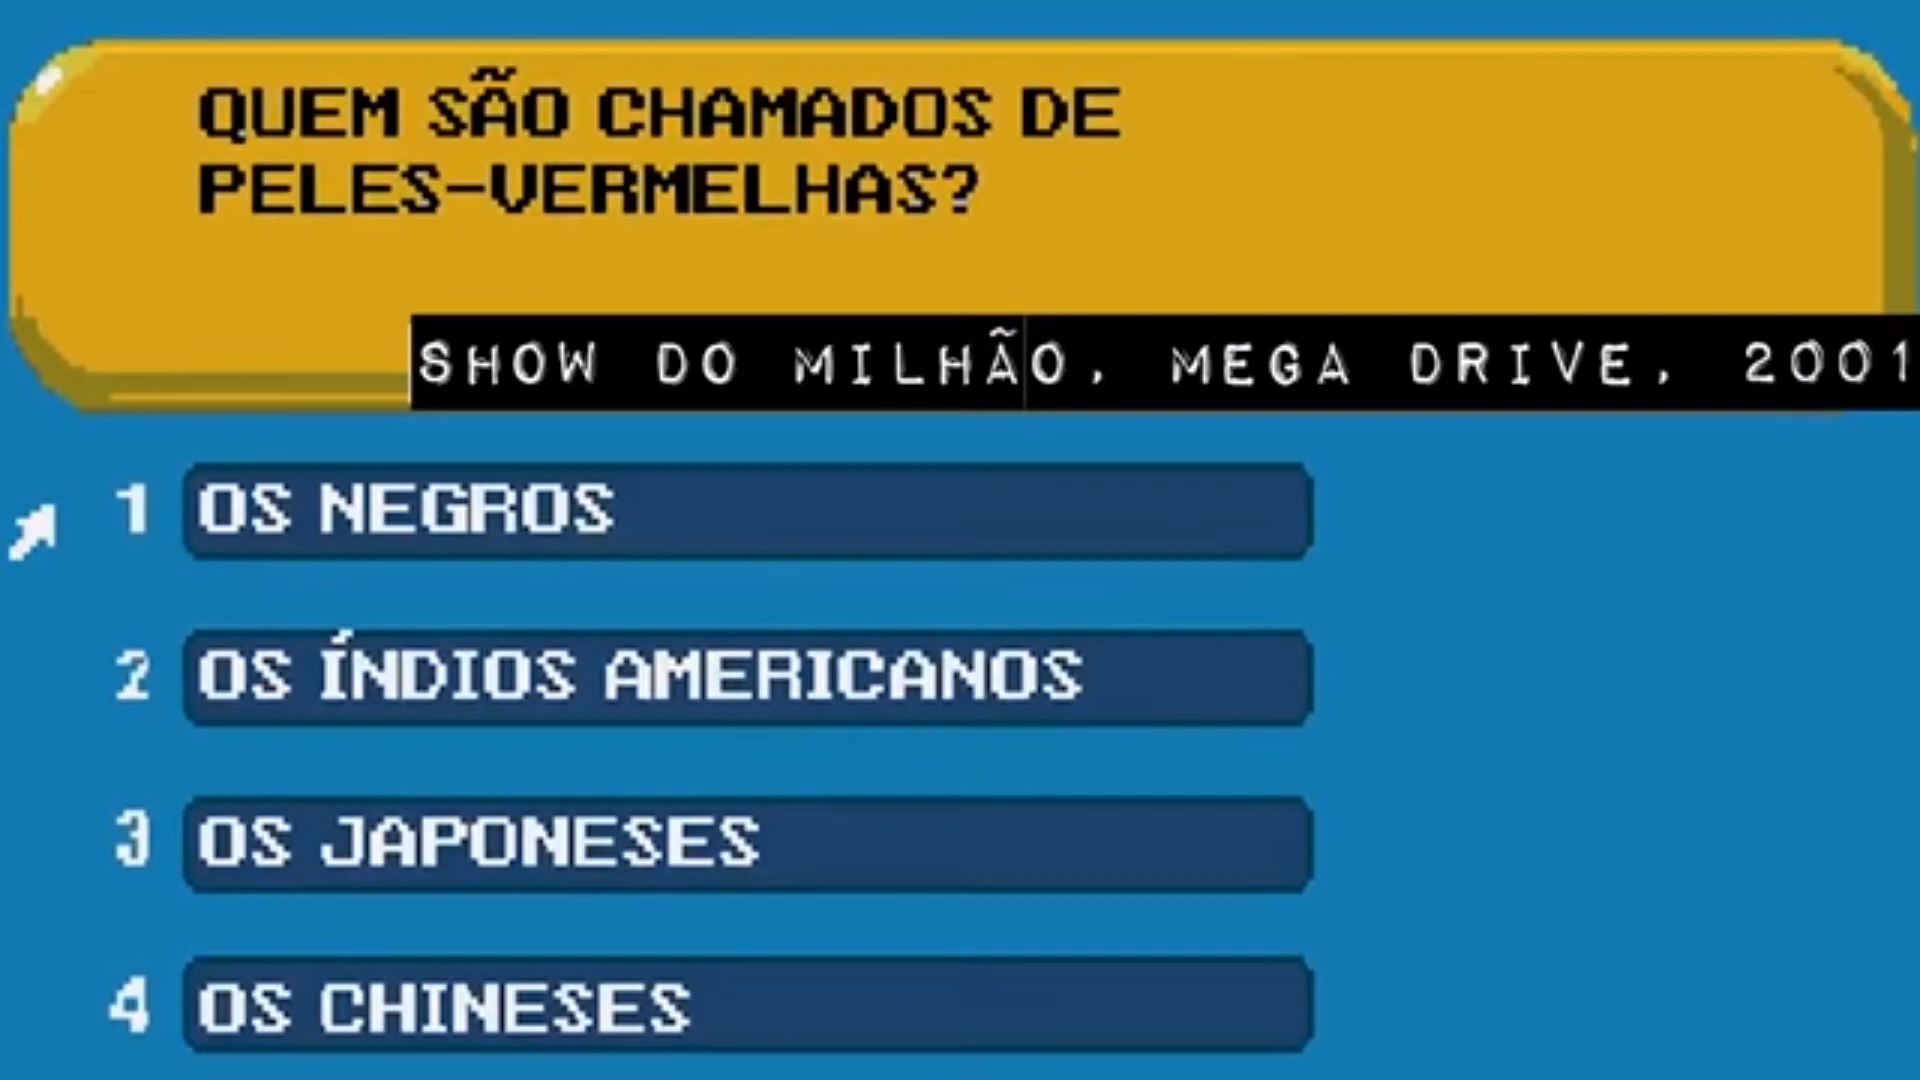 QUEM SÃO CHAMADOS DE
PELES-VERMELHAS?
SHOW DO MILHÃO, MEGA DRIVE, 2001
1 OS NEGROS
2 OS ÍNDIOS AMERICANOS
3 OS JAPONESES
4 OS CHINESES